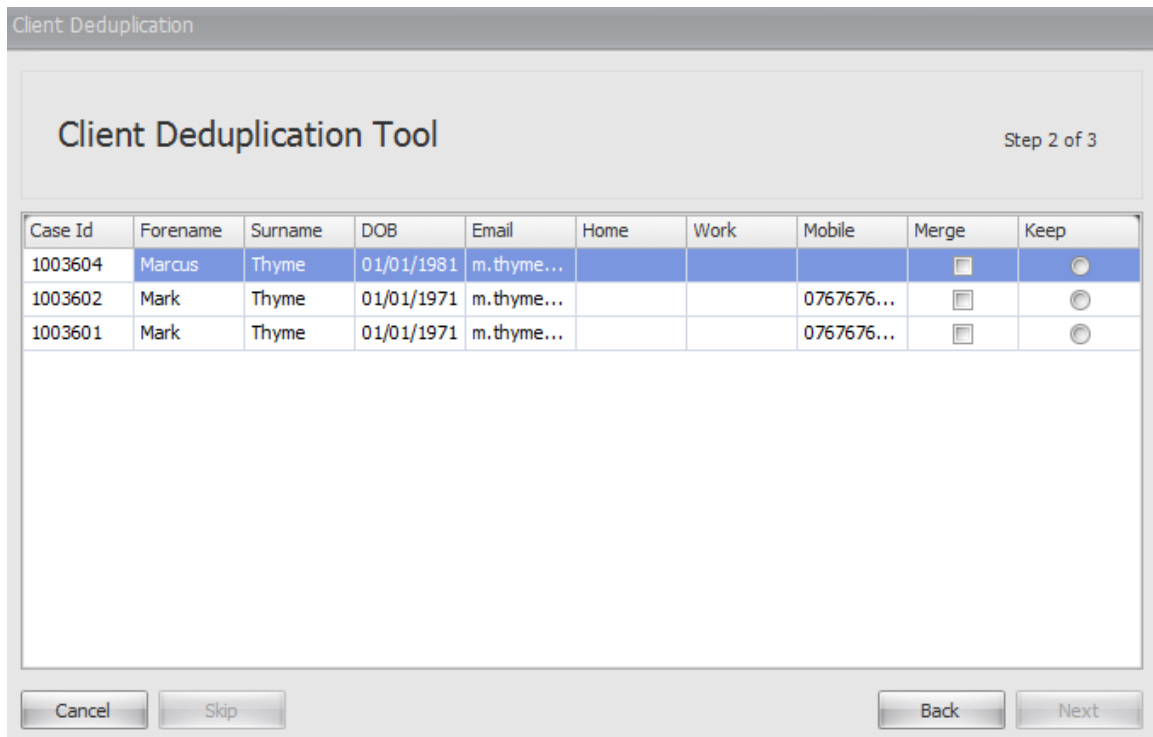 Client Deduplication
Client Deduplication Tool
Step 2 of 3
Case Id Forename Surname DOB Email Home Work Mobile Merge Keep
1003604 Marcus Thyme 01/01/1981 m.thyme...
1003602 Mark Thyme 01/01/1971 m.thyme... 0767676...
1003601 Mark Thyme 01/01/1971 m.thyme... 0767676...
Cancel Skip Back Next